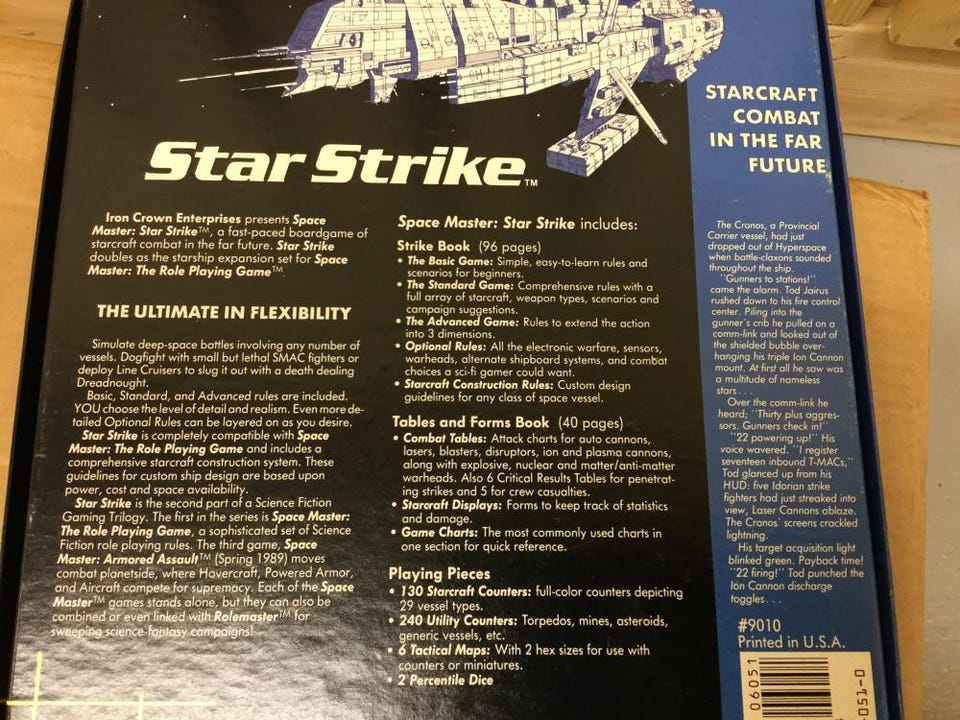 Star Strike™
Iron Crown Enterprises presents Space
Master: Star Strike™, a fast-paced boardgame of
starcraft combat in the far future. Star Strike
doubles as the starship expansion set for Space
Master: The Role Playing Game™.
THE ULTIMATE IN FLEXIBILITY
Simulate deep-space battles involving any number of
vessels. Dogfight with small but lethal SMAC fighters or
deploy Line Cruisers to slug it out with a death dealing
Dreadnought.
Basic, Standard, and Advanced rules are included.
YOU choose the level of detail and realism. Even more de-
tailed Optional Rules can be layered on as you desire.
Star Strike is completely compatible with Space
Master: The Role Playing Game and includes a
comprehensive starcraft construction system. These
guidelines for custom ship design are based upon
power, cost and space availability.
Star Strike is the second part of a Science Fiction
Gaming Trilogy. The first in the series is Space Master:
The Role Playing Game, a sophisticated set of Science
Fiction role playing rules. The third game, Space
Master: Armored Assault™ (Spring 1989) moves
combat planetside, where Hovercraft, Powered Armor,
and Aircraft compete for supremacy. Each of the Space
Master™ games stands alone, but they can also be
combined or even linked with Rolemaster™ for
sweeping science fantasy campaigns!
Space Master: Star Strike includes:
Strike Book (96 pages)
• The Basic Game: Simple, easy-to-learn rules and
scenarios for beginners.
• The Standard Game: Comprehensive rules with a
full array of starcraft, weapon types, scenarios and
campaign suggestions.
• The Advanced Game: Rules to extend the action
into 3 dimensions.
• Optional Rules: All the electronic warfare, sensors,
warheads, alternate shipboard systems, and combat
choices a sci-fi gamer could want.
• Starcraft Construction Rules: Custom design
guidelines for any class of space vessel.
Tables and Forms Book (40 pages)
• Combat Tables: Attack charts for auto cannons,
lasers, blasters, disruptors, ion and plasma cannons,
along with explosive, nuclear and matter/anti-matter
warheads. Also 6 Critical Results Tables for penetrat-
ing strikes and 5 for crew casualties.
• Starcraft Displays: Forms to keep track of statistics
and damage.
• Game Charts: The most commonly used charts in
one section for quick reference.
Playing Pieces
• 130 Starcraft Counters: full-color counters depicting
29 vessel types.
• 240 Utility Counters: Torpedos, mines, asteroids,
generic vessels, etc.
• 6 Tactical Maps: With 2 hex sizes for use with
counters or miniatures.
• 2 Percentile Dice
STARCRAFT
COMBAT
IN THE FAR
FUTURE
The Cronos, a Provincial
Carrier vessel, had just
dropped out of Hyperspace
when battle-claxons sounded
throughout the ship.
"Gunners to stations!"
came the alarm. Tod Jairus
rushed down to his fire control
center. Piling into the
gunner's crib he pulled on a
com-link and looked out of
the shielded bubble over-
hanging his triple Ion Cannon
mount. At first all he saw was
a multitude of nameless
stars . . .
Over the comm-link he
heard; "Thirty plus aggres-
sors. Gunners check in!"
"22 powering up!" His
voice wavered. "I register
seventeen inbound T-MACs,"
Tod glanced up from his
HUD: five Idorian strike
fighters had just streaked into
view, Laser Cannons ablaze.
The Cronos' screens crackled
lightning.
His target acquisition light
blinked green. Payback time!
"22 firing!" Tod punched the
Ion Cannon discharge
toggles . . .
#9010
Printed in U.S.A.
06051
051-0